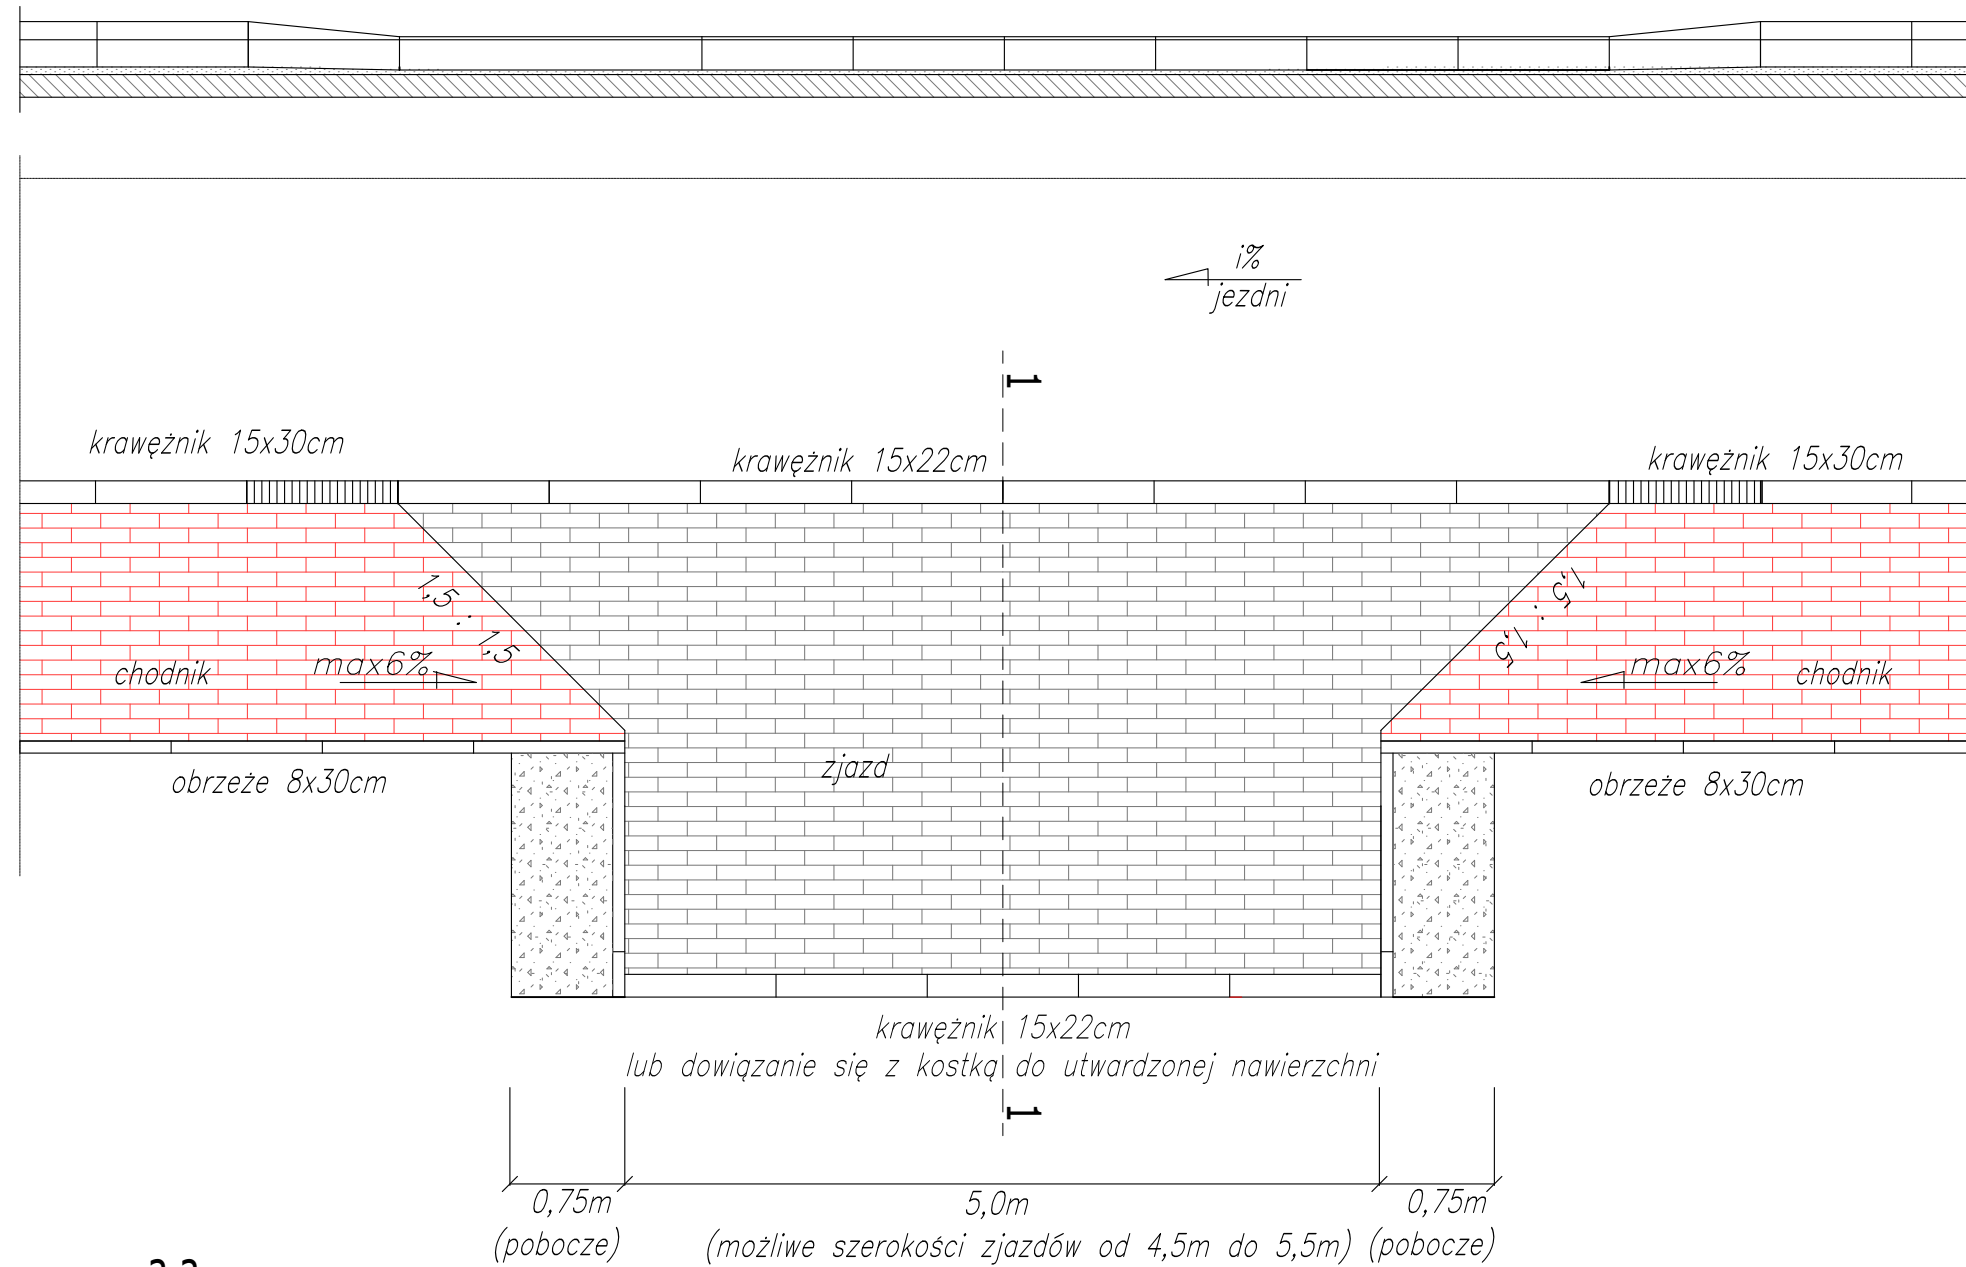 i%
jezdni
1
krawężnik 15x30cm
krawężnik 15x22cm
krawężnik 15x30cm
1,5 : 1,5
1,5 : 1,5
chodnik
max6%
max6%
chodnik
zjazd
obrzeże 8x30cm
obrzeże 8x30cm
krawężnik 15x22cm
lub dowiązanie się z kostką do utwardzonej nawierzchni
1
0,75m
5,0m
0,75m
(pobocze)
(możliwe szerokości zjazdów od 4,5m do 5,5m)
(pobocze)